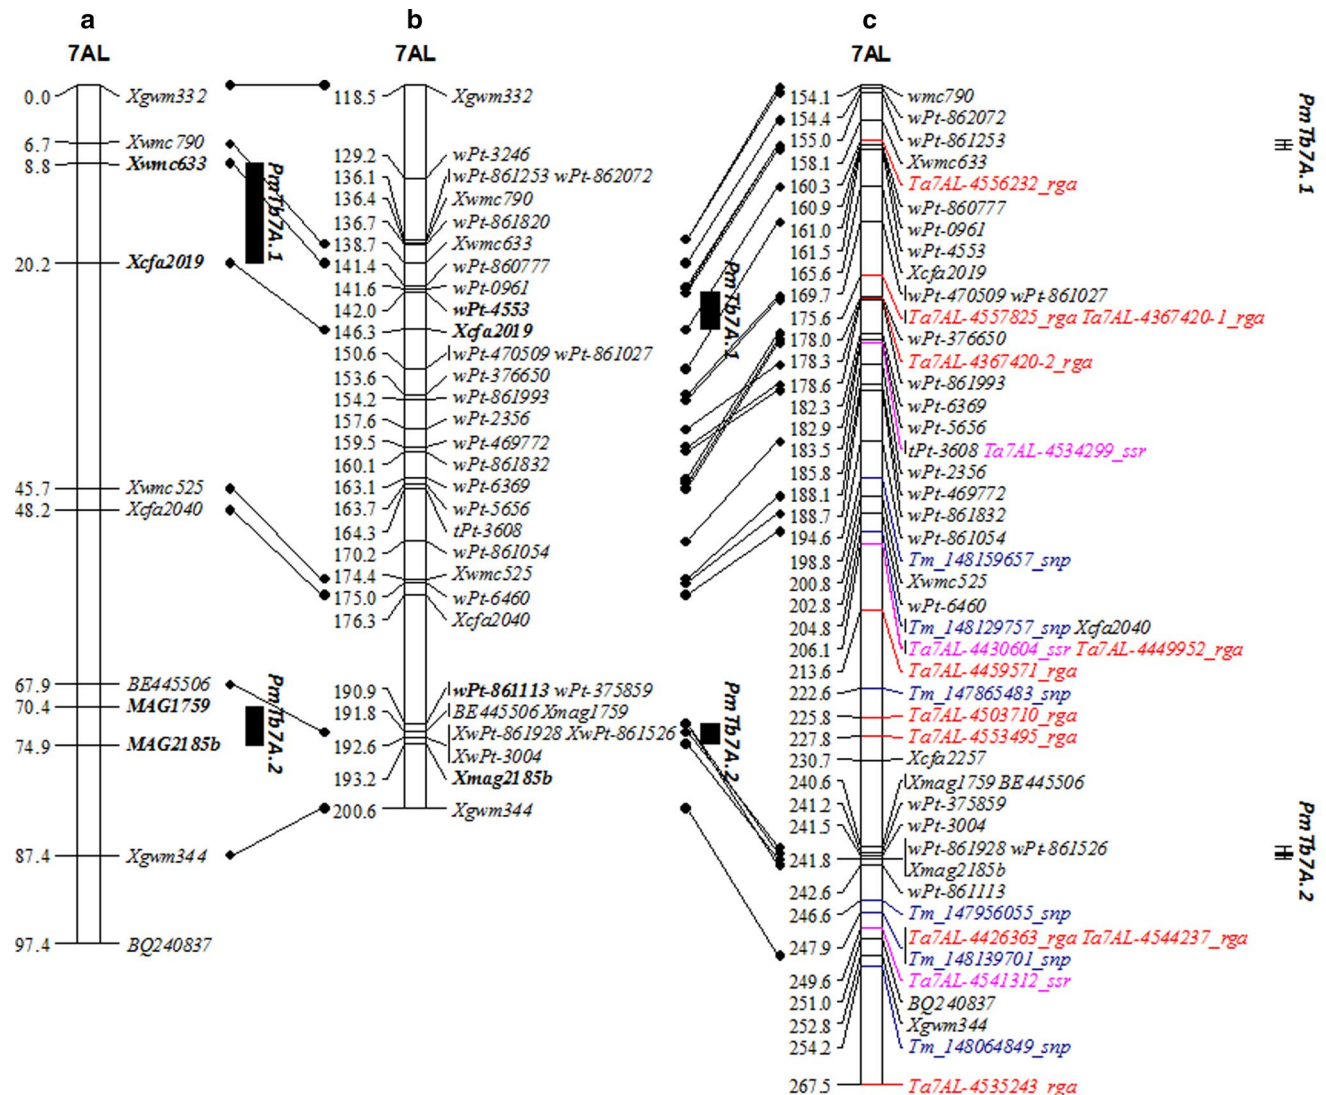 a
7AL
0.0 Xgwm332
6.7 Xwmc790
8.8 Xwmc633
20.2 Xcfa2019
45.7 Xwmc525
48.2 Xcfa2040
67.9 BE445506
70.4 MAG1759
74.9 MAG2185b
87.4 Xgwm344
97.4 BQ240837
PmTb7A.1
PmTb7A.2
b
7AL
118.5 Xgwm332
129.2 wPt-3246
136.1 wPt-861253 wPt-862072
136.4 Xwmc790
136.7 wPt-861820
138.7 Xwmc633
141.4 wPt-860777
141.6 wPt-0961
142.0 wPt-4553
146.3 Xcfa2019
150.6 wPt-470509 wPt-861027
153.6 wPt-376650
154.2 wPt-861993
157.6 wPt-2356
159.5 wPt-469772
160.1 wPt-861832
163.1 wPt-6369
163.7 wPt-5656
164.3 tPt-3608
170.2 wPt-861054
174.4 Xwmc525
175.0 wPt-6460
176.3 Xcfa2040
190.9 wPt-861113 wPt-375859
191.8 BE445506 Xmag1759
192.6 XwPt-861928 XwPt-861526
XwPt-3004
193.2 Xmag2185b
200.6 Xgwm344
PmTb7A.1
PmTb7A.2
c
7AL
154.1 wmc790
154.4 wPt-862072
155.0 wPt-861253
158.1 Xwmc633
160.3 Ta7AL-4556232_rga
160.9 wPt-860777
161.0 wPt-0961
161.5 wPt-4553
165.6 Xcfa2019
169.7 wPt-470509 wPt-861027
175.6 Ta7AL-4557825_rga Ta7AL-4367420-1_rga
178.0 wPt-376650
178.3 Ta7AL-4367420-2_rga
178.6 wPt-861993
182.3 wPt-6369
182.9 wPt-5656
183.5 tPt-3608 Ta7AL-4534299_ssr
185.8 wPt-2356
188.1 wPt-469772
188.7 wPt-861832
194.6 wPt-861054
198.8 Tm_148159657_snp
200.8 Xwmc525
202.8 wPt-6460
204.8 Tm_148129757_snp Xcfa2040
206.1 Ta7AL-4430604_ssr Ta7AL-4449952_rga
213.6 Ta7AL-4459571_rga
222.6 Tm_147865483_snp
225.8 Ta7AL-4503710_rga
227.8 Ta7AL-4553495_rga
230.7 Xcfa2257
240.6 Xmag1759 BE445506
241.2 wPt-375859
241.5 wPt-3004
241.8 wPt-861928 wPt-861526
Xmag2185b
242.6 wPt-861113
246.6 Tm_147956055_snp
247.9 Ta7AL-4426363_rga Ta7AL-4544237_rga
Tm_148139701_snp
249.6 Ta7AL-4541312_ssr
251.0 BQ240837
252.8 Xgwm344
254.2 Tm_148064849_snp
267.5 Ta7AL-4535243_rga
PmTb7A.1
PmTb7A.2